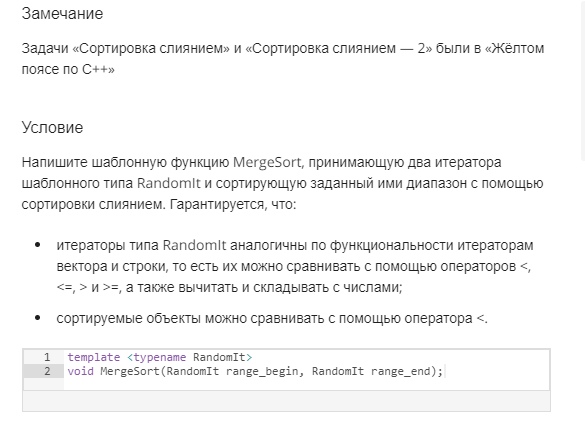 Замечание
Задачи «Сортировка слиянием» и «Сортировка слиянием — 2» были в «Жёлтом
поясе по C++»
Условие
Напишите шаблонную функцию MergeSort, принимающую два итератора
шаблонного типа RandomIt и сортирующую заданный ими диапазон с помощью
сортировки слиянием. Гарантируется, что:
• итераторы типа RandomIt аналогичны по функциональности итераторам
вектора и строки, то есть их можно сравнивать с помощью операторов <,
<=, > и >=, а также вычитать и складывать с числами;
• сортируемые объекты можно сравнивать с помощью оператора <.
1 template <typename RandomIt>
2 void MergeSort(RandomIt range_begin, RandomIt range_end);